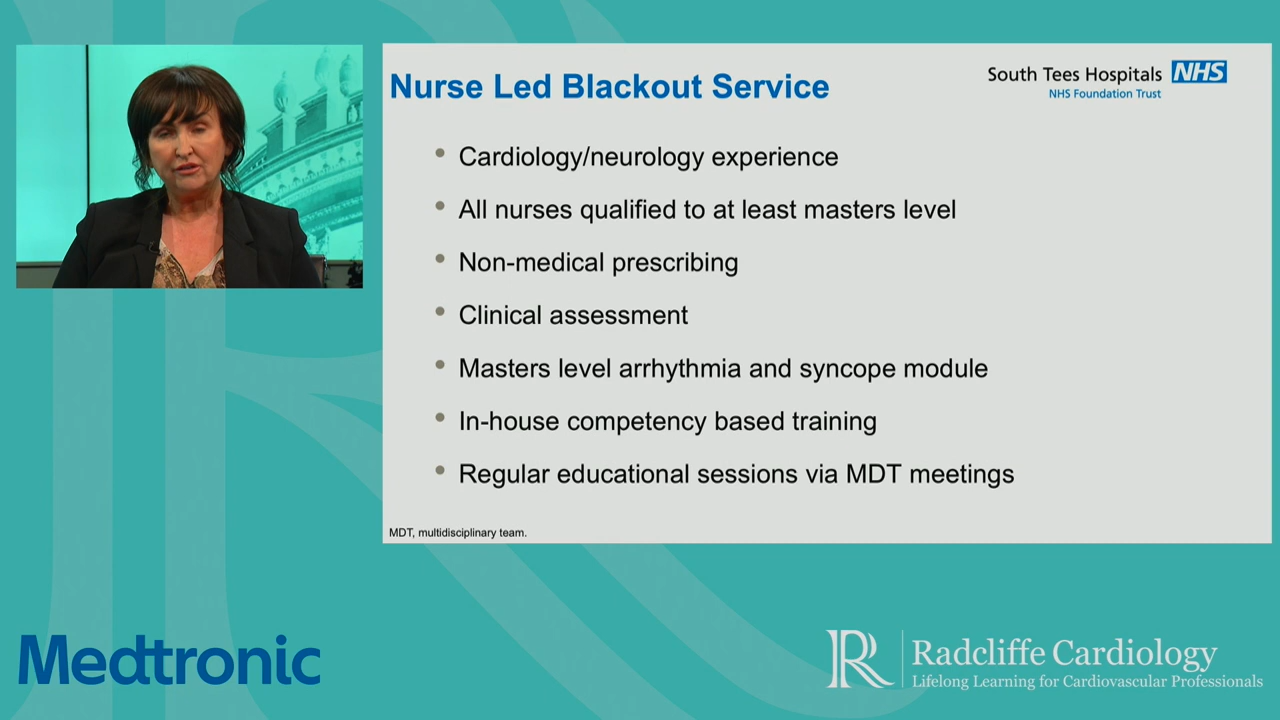 Nurse Led Blackout Service
South Tees Hospitals NHS
NHS Foundation Trust
• Cardiology/neurology experience
• All nurses qualified to at least masters level
• Non-medical prescribing
• Clinical assessment
• Masters level arrhythmia and syncope module
• In-house competency based training
• Regular educational sessions via MDT meetings
MDT, multidisciplinary team.
Medtronic
R Radcliffe Cardiology
Lifelong Learning for Cardiovascular Professionals